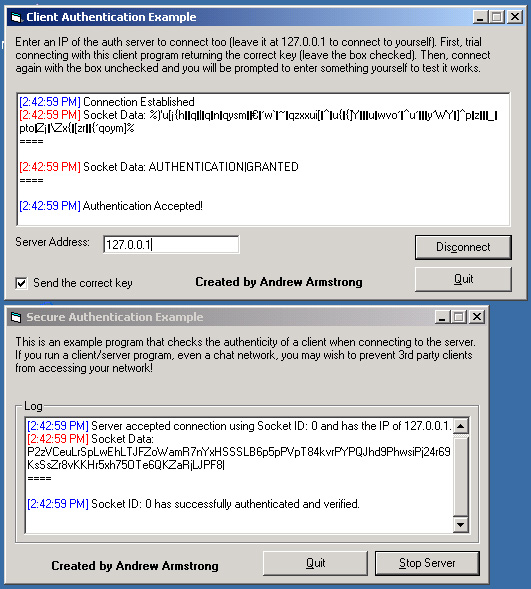 Client Authentication Example
Enter an IP of the auth server to connect too (leave it at 127.0.0.1 to connect to yourself). First, trial
connecting with this client program returning the correct key (leave the box checked). Then, connect
again with the box unchecked and you will be prompted to enter something yourself to test it works.
[2:42:59 PM] Connection Established
[2:42:59 PM] Socket Data:
====
[2:42:59 PM] Socket Data: AUTHENTICATION|GRANTED
====
[2:42:59 PM] Authentication Accepted!
Server Address: 127.0.0.1
Disconnect
Send the correct key
Created by Andrew Armstrong
Quit
Secure Authentication Example
This is an example program that checks the authenticity of a client when connecting to the server.
If you run a client/server program, even a chat network, you may wish to prevent 3rd party clients
from accessing your network!
Log
[2:42:59 PM] Server accepted connection using Socket ID: 0 and has the IP of 127.0.0.1.
[2:42:59 PM] Socket Data:
P2zVCeuLrSpLwEhLTJFZoWamR7nYxHSSSLB6p5pPVpT84kvrPYPQJhd9PhwsiPj24r69
KsSsZr8vKKHr5xh75OTe6QKZaRjLJPF8|
====
[2:42:59 PM] Socket ID: 0 has successfully authenticated and verified.
Created by Andrew Armstrong
Quit
Stop Server